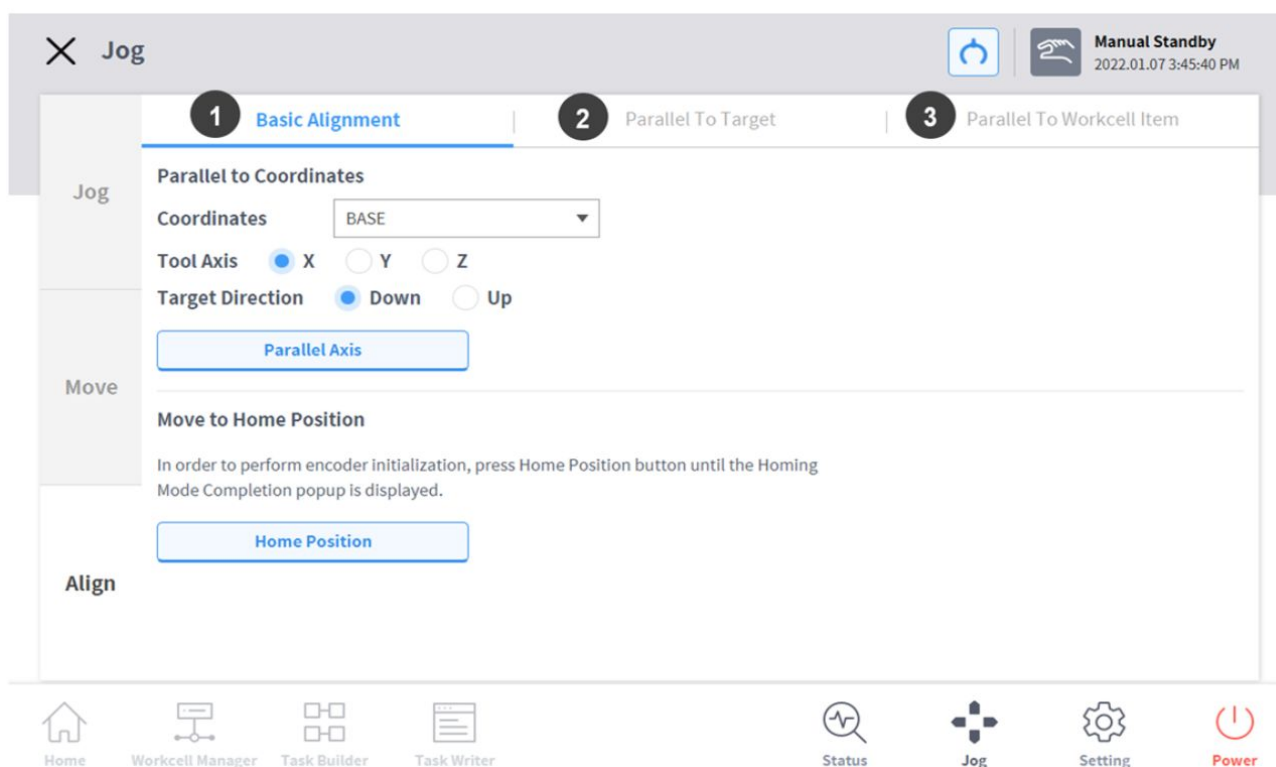 Jog
Manual Standby
2022.01.07 3:45:40 PM
1 Basic Alignment
2 Parallel To Target
3 Parallel To Workcell Item
Jog
Move
Align
Parallel to Coordinates
Coordinates BASE
Tool Axis X Y Z
Target Direction Down Up
Parallel Axis
Move to Home Position
In order to perform encoder initialization, press Home Position button until the Homing
Mode Completion popup is displayed.
Home Position
Home Workcell Manager Task Builder Task Writer Status Jog Setting Power